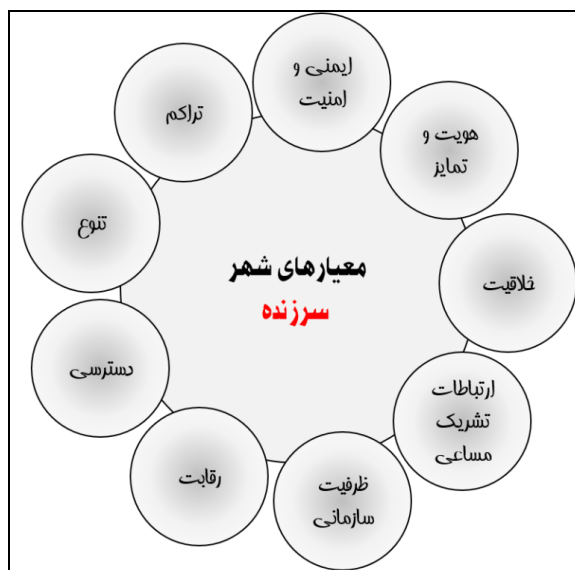 معیارهای شهر
سرزنده
ایمنی و
امنیت
هویت و
تمایز
خلاقیت
ارتباطات
تشریک
مساعی
ظرفیت
سازمانی
رقابت
دسترسی
تنوع
تراکم